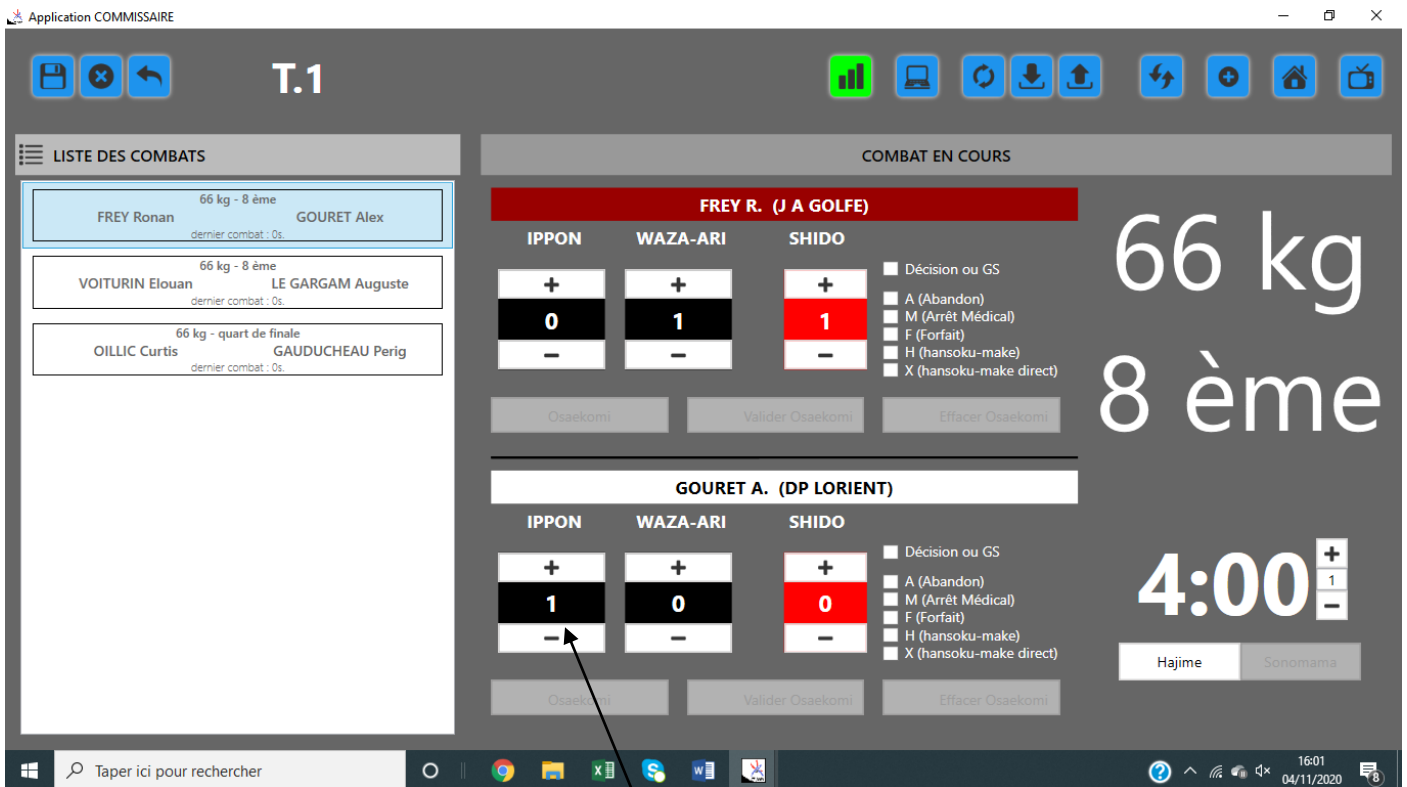 Application COMMISSAIRE
T.1
LISTE DES COMBATS
COMBAT EN COURS
66 kg - 8 ème
FREY Ronan GOURET Alex
dernier combat : 0s.
66 kg - 8 ème
VOITURIN Elouan LE GARGAM Auguste
dernier combat : 0s.
66 kg - quart de finale
OILLIC Curtis GAUDUCHEAU Perig
dernier combat : 0s.
FREY R. (J A GOLFE)
IPPON WAZA-ARI SHIDO
+ + +
0 1 1
− − −
Décision ou GS
A (Abandon)
M (Arrêt Médical)
F (Forfait)
H (hansoku-make)
X (hansoku-make direct)
Osaekomi Valider Osaekomi Effacer Osaekomi
GOURET A. (DP LORIENT)
IPPON WAZA-ARI SHIDO
+ + +
1 0 0
− − −
Décision ou GS
A (Abandon)
M (Arrêt Médical)
F (Forfait)
H (hansoku-make)
X (hansoku-make direct)
Osaekomi Valider Osaekomi Effacer Osaekomi
66 kg
8 ème
4:00
+
1
−
Hajime Sonomama
Taper ici pour rechercher
16:01
04/11/2020
8